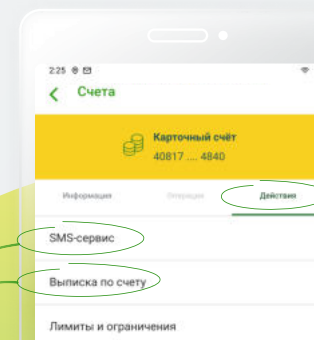 2:25
Счета
Карточный счёт
40817 .... 4840
Информация Операции Действия
SMS-сервис
Выписка по счету
Лимиты и ограничения